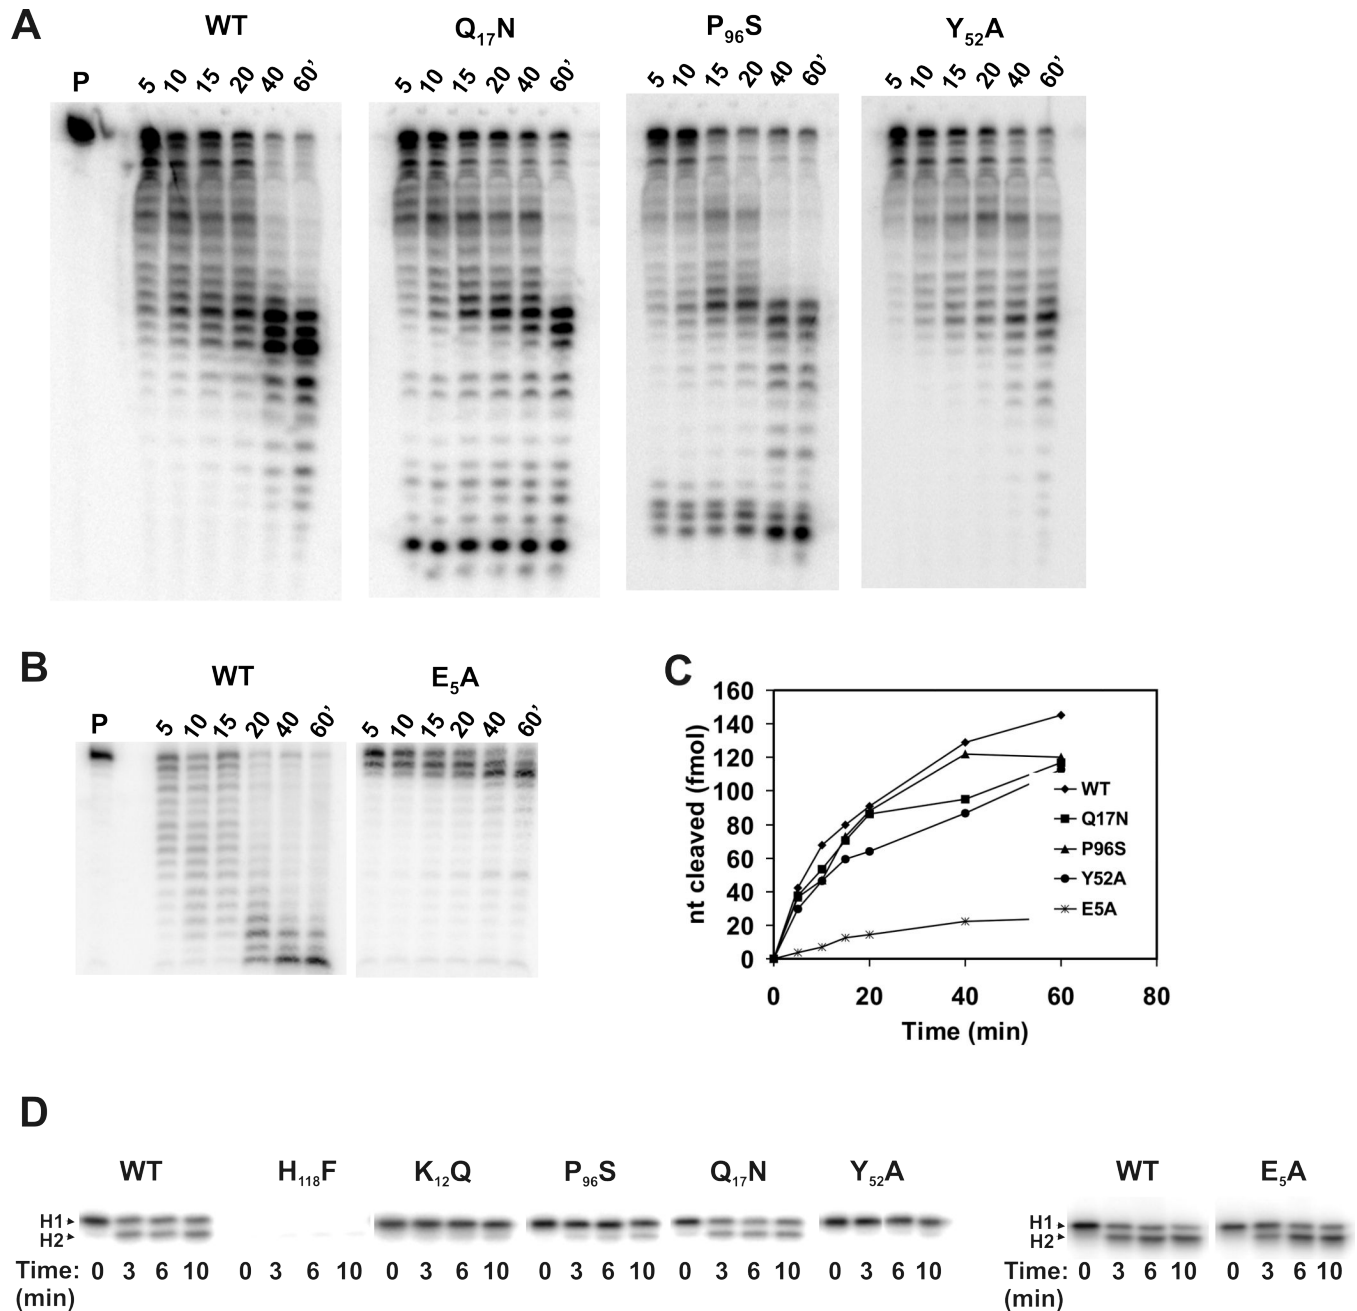 A
WT Q17N P96S Y52A
P 5 10 15 20 40 60’ 5 10 15 20 40 60’ 5 10 15 20 40 60’ 5 10 15 20 40 60’
B
WT E5A
P 5 10 15 20 40 60’ 5 10 15 20 40 60’
C
nt cleaved (fmol)
160
140
120
100
80
60
40
20
0
0 20 40 60 80
Time (min)
WT
Q17N
P96S
Y52A
E5A
D
WT H118F K12Q P96S Q17N Y52A WT E5A
H1 H1
H2 H2
Time: 0 3 6 10 0 3 6 10 0 3 6 10 0 3 6 10 0 3 6 10 0 3 6 10 Time: 0 3 6 10 0 3 6 10
(min) (min)